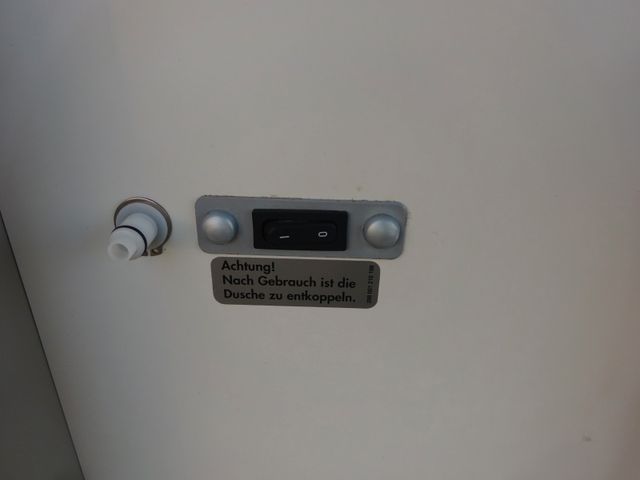 I O
Achtung!
Nach Gebrauch ist die
Dusche zu entkoppeln.